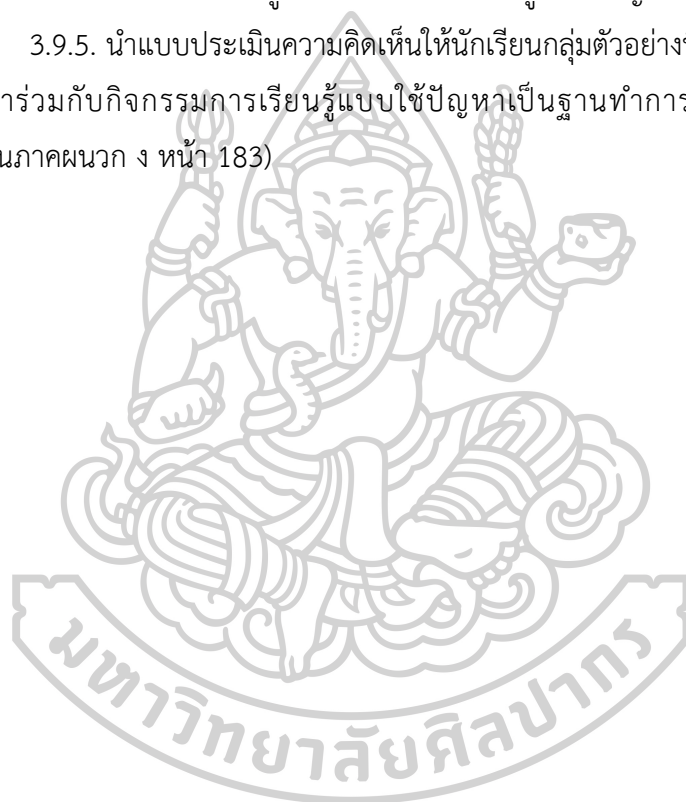 3.9.5. นำแบบประเมินความคิดเห็นให้นักเรียนกลุ่มตัวอย่าง
ร่วมกับกิจกรรมการเรียนรู้แบบใช้ปัญหาเป็นฐานทำการ
ภาคผนวก ง หน้า 183)
มหาวิทยาลัยศิลปากร